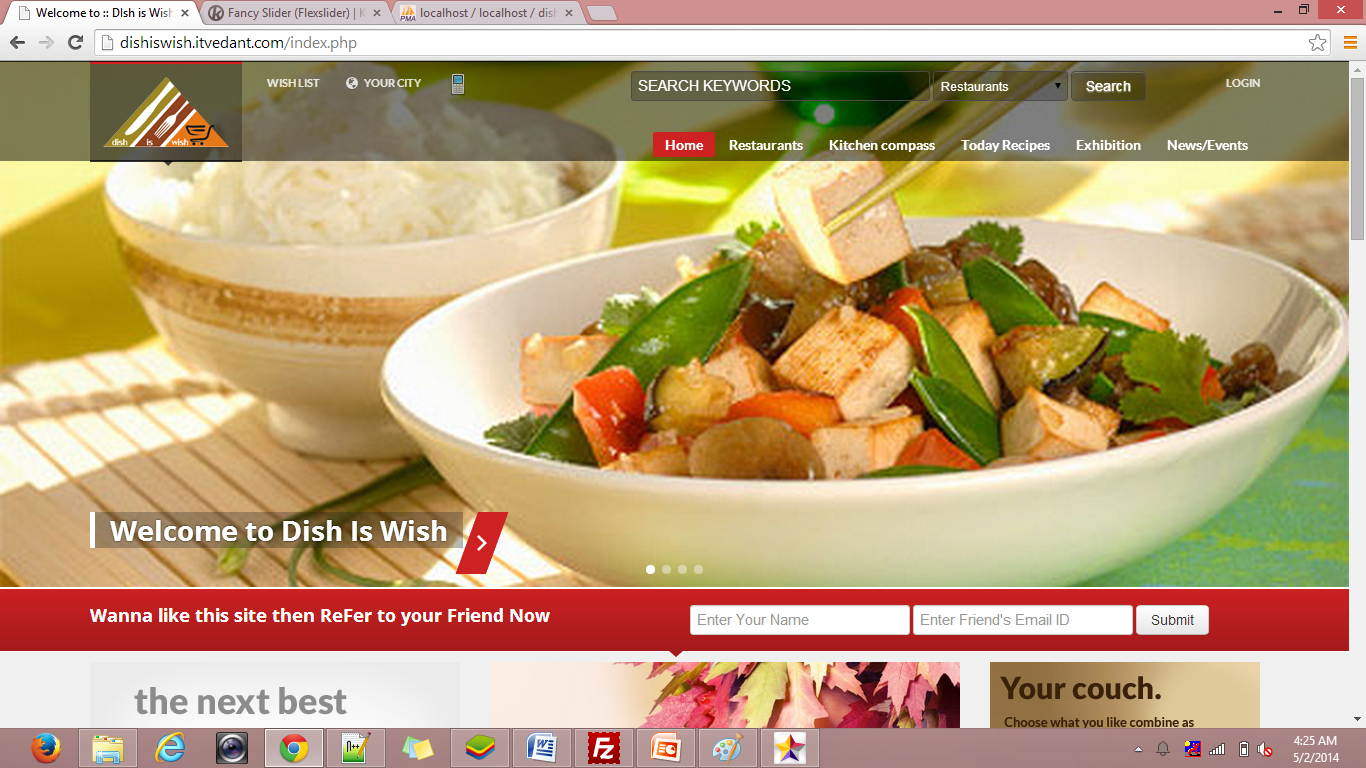 Welcome to :: DIsh is Wish
Fancy Slider (Flexslider) | K
localhost / localhost / dish
dishiswish.itvedant.com/index.php
dish is wish
WISH LIST
YOUR CITY
SEARCH KEYWORDS
Restaurants
Search
LOGIN
Home
Restaurants
Kitchen compass
Today Recipes
Exhibition
News/Events
Welcome to Dish Is Wish
Wanna like this site then ReFer to your Friend Now
Enter Your Name
Enter Friend's Email ID
Submit
the next best
Your couch.
Choose what you like combine as
4:25 AM
5/2/2014